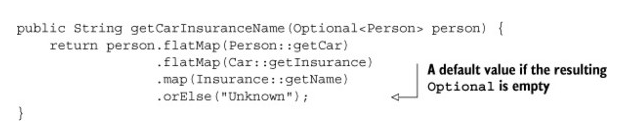 public String getCarInsuranceName(Optional<Person> person) {
return person.flatMap(Person::getCar)
.flatMap(Car::getInsurance)
.map(Insurance::getName)
.orElse("Unknown");
}
A default value if the resulting
Optional is empty